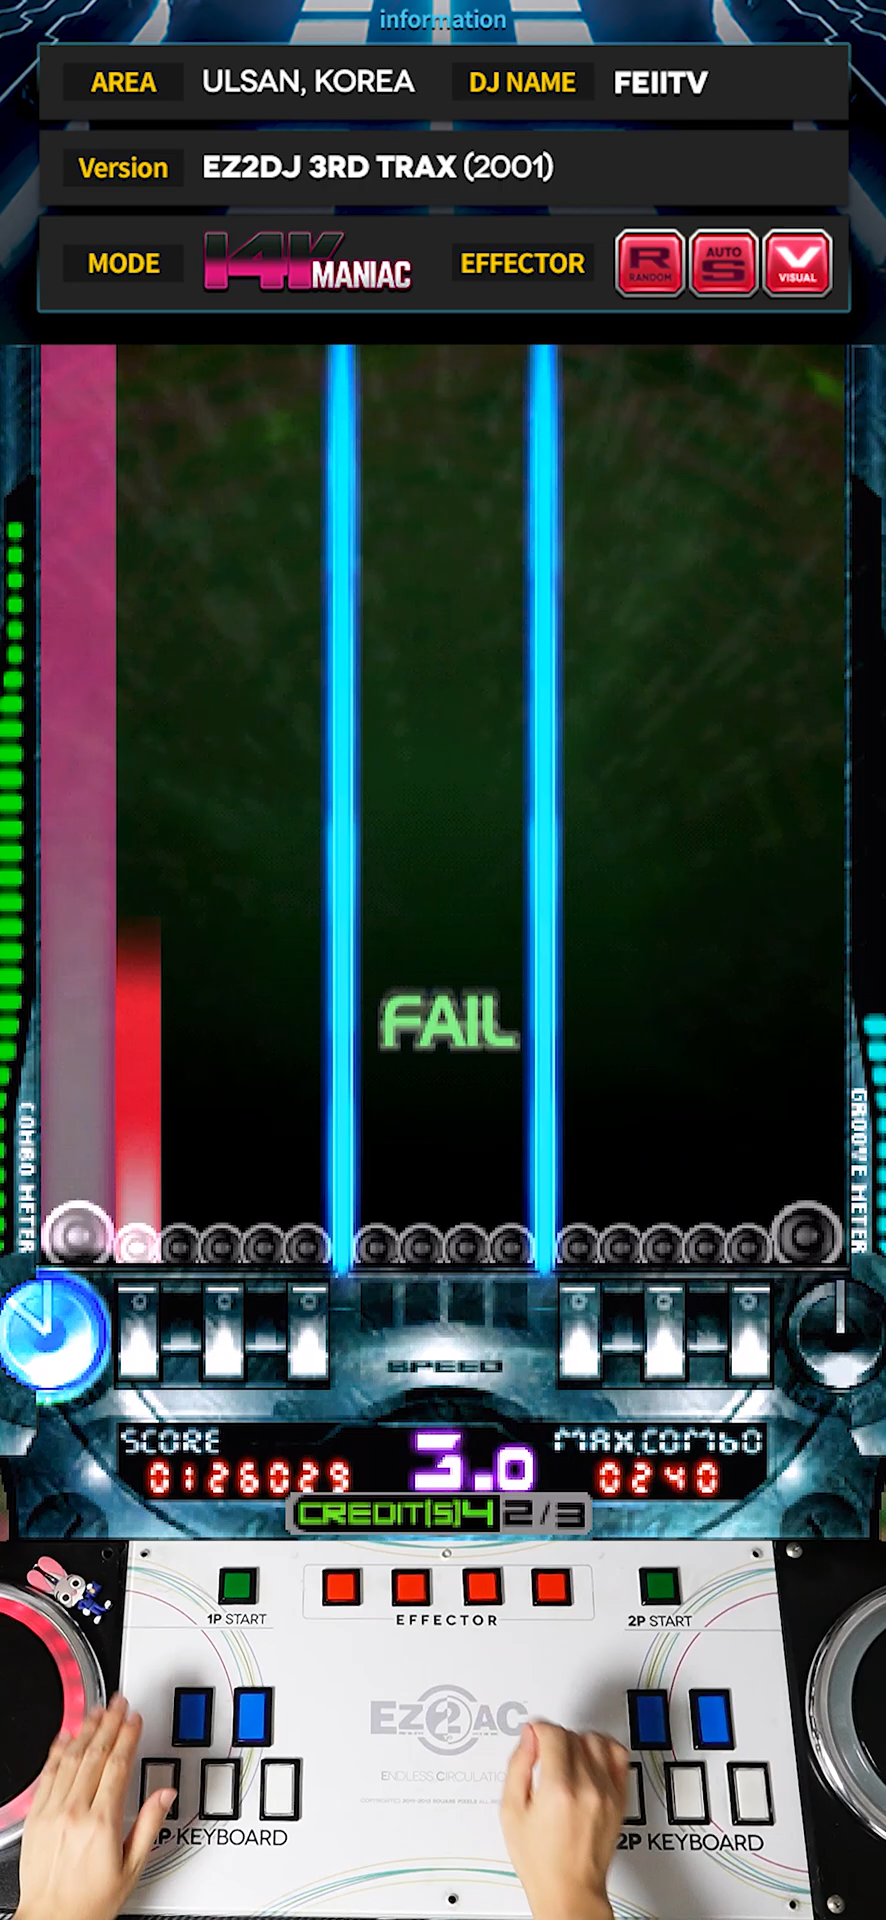 information
AREA ULSAN, KOREA DJ NAME FEIITV
Version EZ2DJ 3RD TRAX (2001)
MODE 14K MANIAC EFFECTOR R RANDOM AUTO S V VISUAL
FAIL
COMBO METER
GROOVE METER
SPEED
SCORE 3.0 MAX.COMBO
0126029 0240
CREDIT[S]4 2/3
1P START EFFECTOR 2P START
EZ2AC
ENDLESS CIRCULATIO
P KEYBOARD 2P KEYBOARD